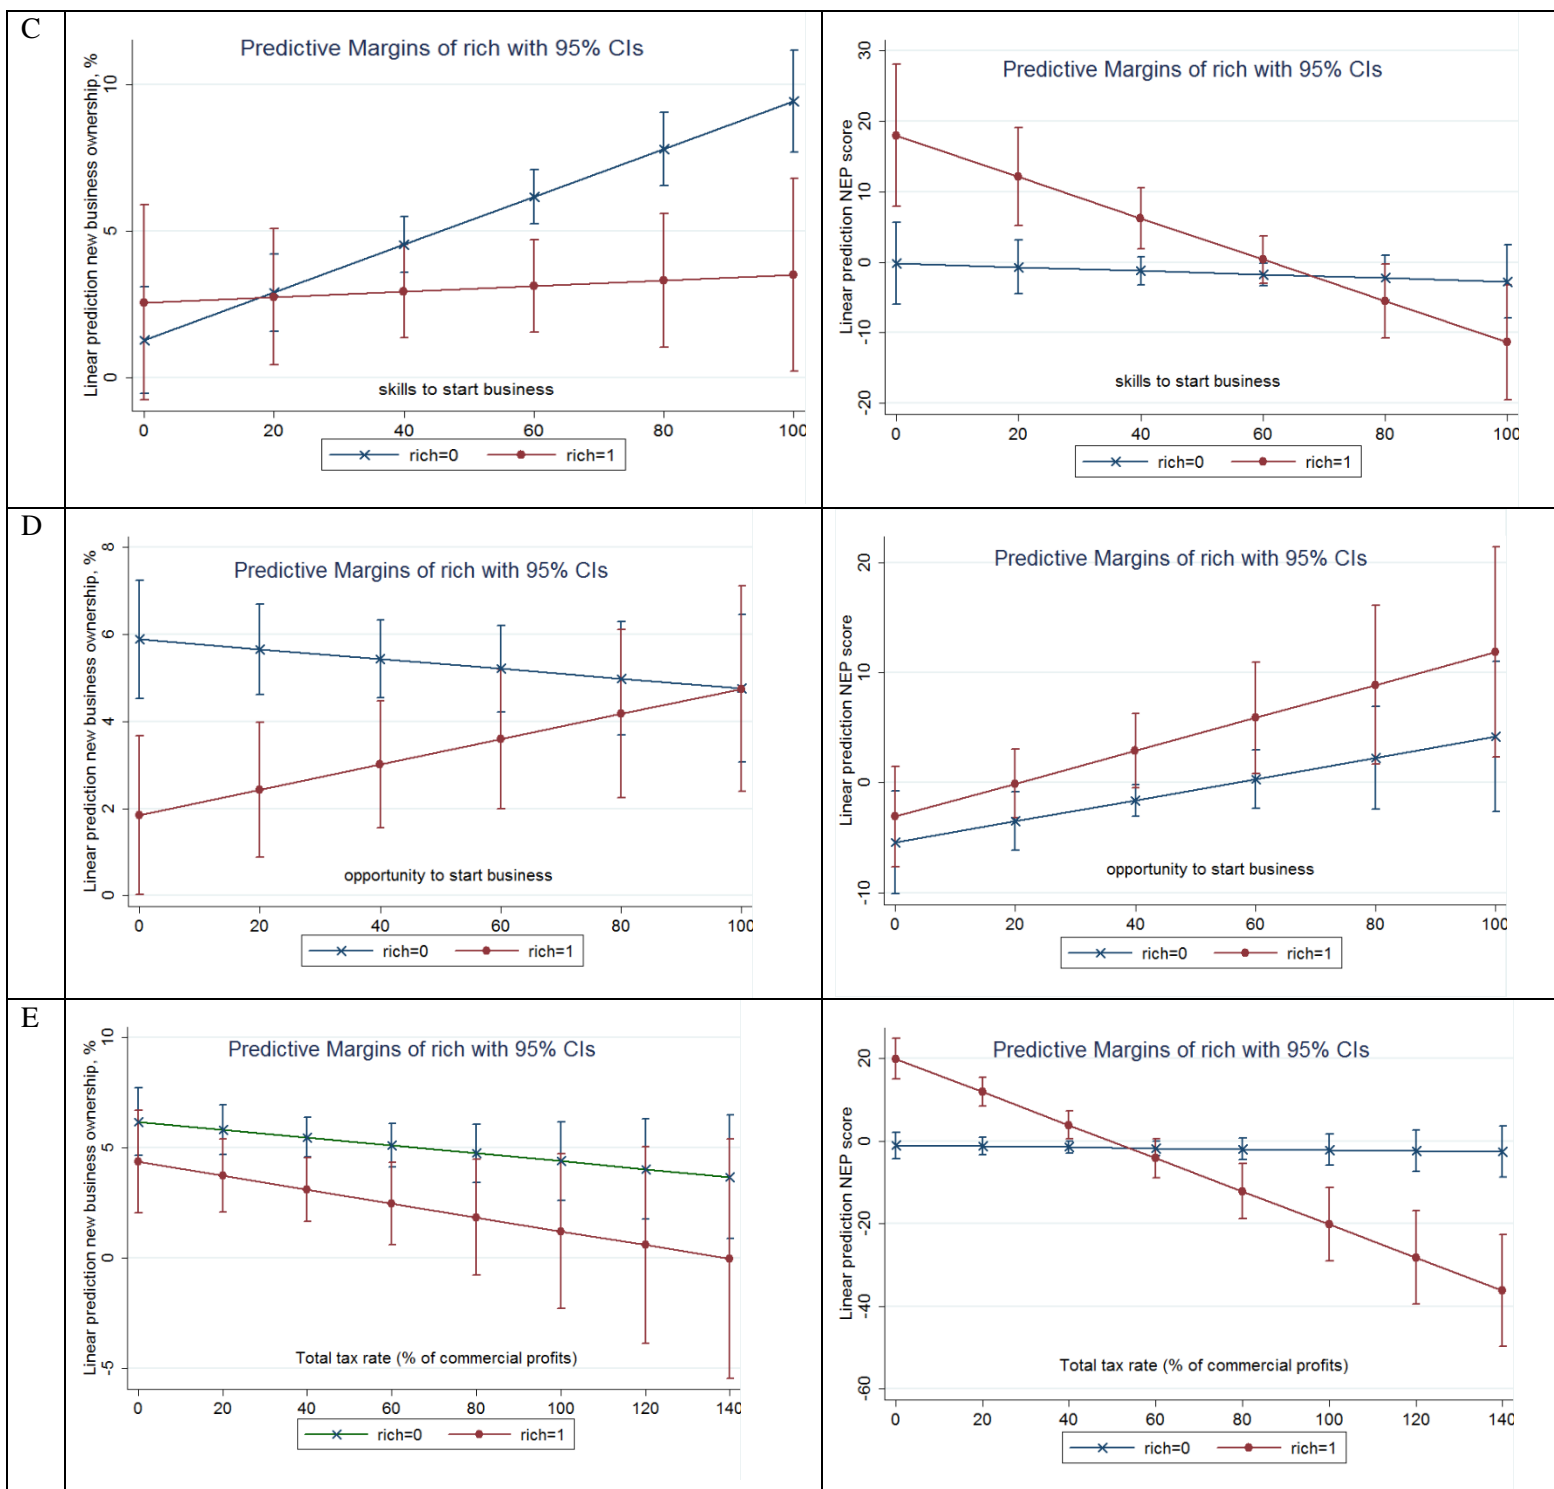 C
Predictive Margins of rich with 95% CIs
Linear prediction new business ownership, %
10
5
0
skills to start business
0 20 40 60 80 100
rich=0 rich=1
Predictive Margins of rich with 95% CIs
Linear prediction NEP score
30
20
10
0
-10
-20
skills to start business
0 20 40 60 80 100
rich=0 rich=1
D
Predictive Margins of rich with 95% CIs
Linear prediction new business ownership, %
8
6
4
2
0
opportunity to start business
0 20 40 60 80 100
rich=0 rich=1
Predictive Margins of rich with 95% CIs
Linear prediction NEP score
20
10
0
-10
opportunity to start business
0 20 40 60 80 100
rich=0 rich=1
E
Predictive Margins of rich with 95% CIs
Linear prediction new business ownership, %
10
5
0
-5
Total tax rate (% of commercial profits)
0 20 40 60 80 100 120 140
rich=0 rich=1
Predictive Margins of rich with 95% CIs
Linear prediction NEP score
20
0
-20
-40
-60
Total tax rate (% of commercial profits)
0 20 40 60 80 100 120 140
rich=0 rich=1